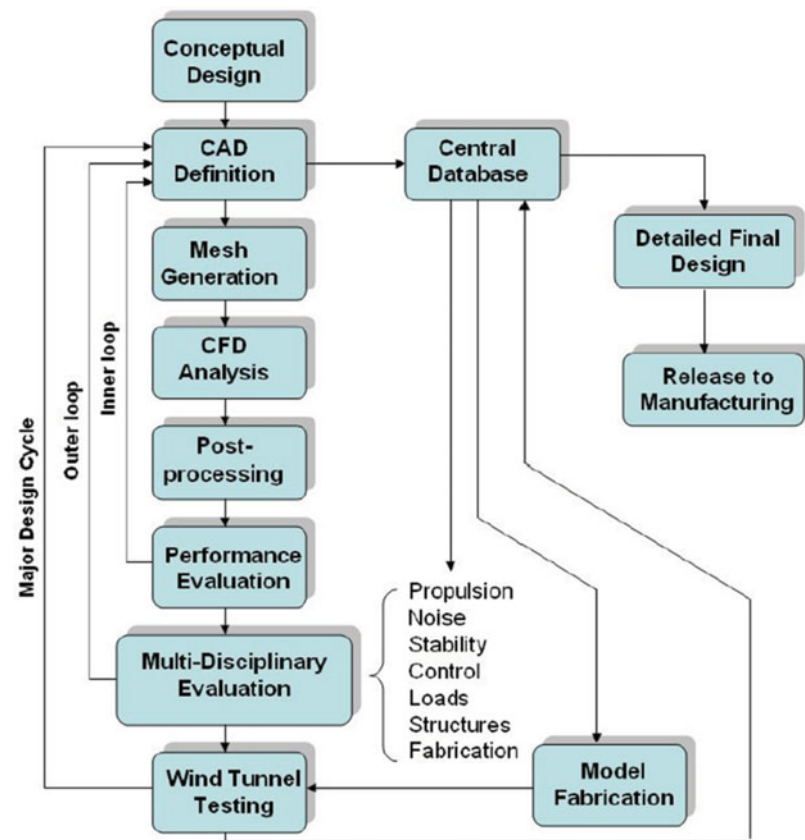 Conceptual
Design
CAD
Definition
Central
Database
Mesh
Generation
Detailed Final
Design
CFD
Analysis
Release to
Manufacturing
Post-
processing
Performance
Evaluation
Multi-Disciplinary
Evaluation
Wind Tunnel
Testing
Model
Fabrication
Propulsion
Noise
Stability
Control
Loads
Structures
Fabrication
Major Design Cycle
Outer loop
Inner loop